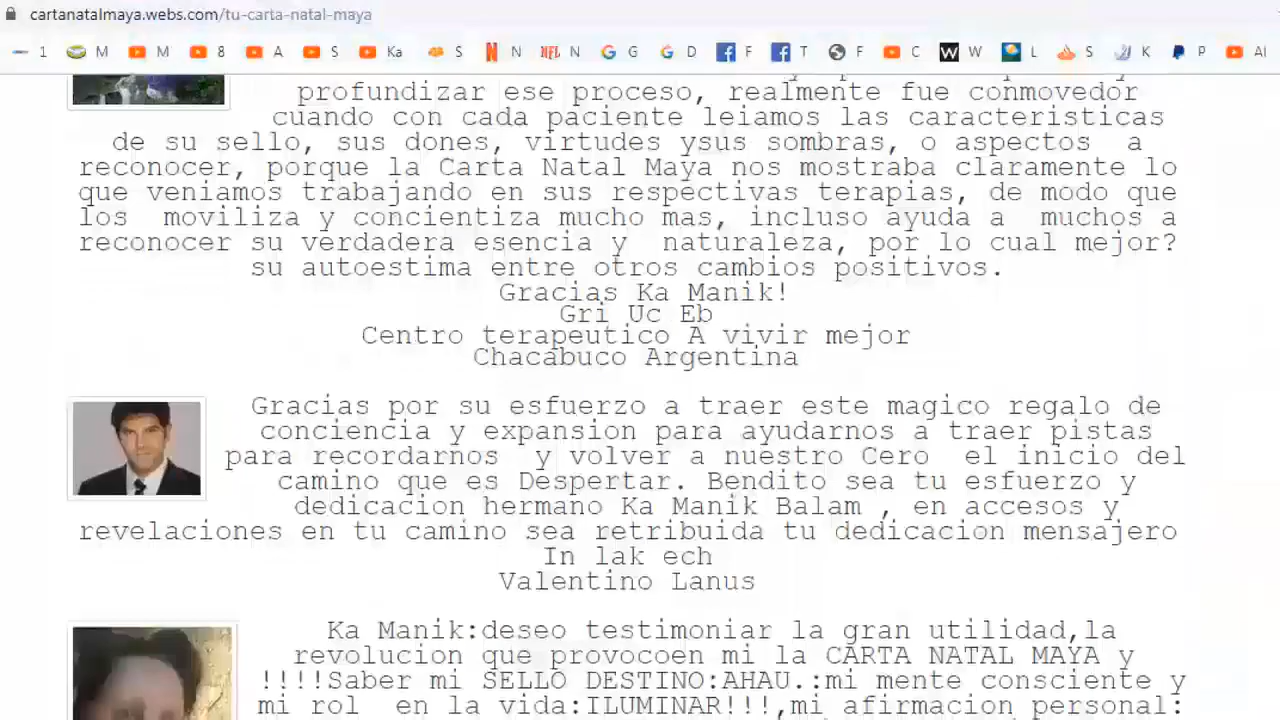 cartanatalmaya.webs.com/tu-carta-natal-maya
1 M M 8 A S Ka S N N G D F T F C W L S K P AI
profundizar ese proceso, realmente fue conmovedor
cuando con cada paciente leiamos las caracteristicas
de su sello, sus dones, virtudes ysus sombras, o aspectos a
reconocer, porque la Carta Natal Maya nos mostraba claramente lo
que veniamos trabajando en sus respectivas terapias, de modo que
los moviliza y concientiza mucho mas, incluso ayuda a muchos a
reconocer su verdadera esencia y naturaleza, por lo cual mejor?
su autoestima entre otros cambios positivos.
Gracias Ka Manik!
Gri Uc Eb
Centro terapeutico A vivir mejor
Chacabuco Argentina
Gracias por su esfuerzo a traer este magico regalo de
conciencia y expansion para ayudarnos a traer pistas
para recordarnos y volver a nuestro Cero el inicio del
camino que es Despertar. Bendito sea tu esfuerzo y
dedicacion hermano Ka Manik Balam , en accesos y
revelaciones en tu camino sea retribuida tu dedicacion mensajero
In lak ech
Valentino Lanus
Ka Manik:deseo testimoniar la gran utilidad,la
revolucion que provocoen mi la CARTA NATAL MAYA y
!!!!Saber mi SELLO DESTINO:AHAU.:mi mente consciente y
mi rol en la vida:ILUMINAR!!!,mi afirmacion personal: